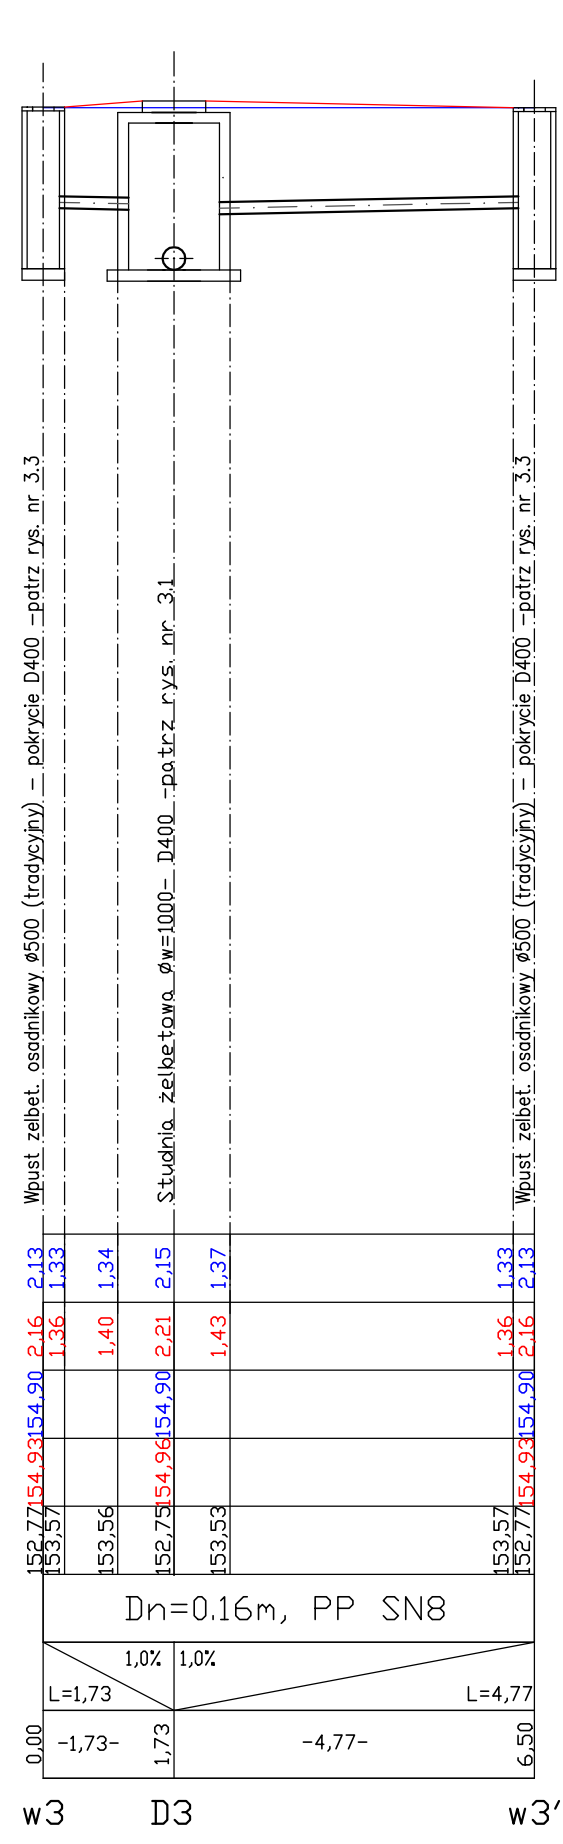 Wpust zelbet. osadnikowy ø500 (tradycyjny) – pokrycie D400 –patrz rys. nr 3.3
Studnia żelbetowa Øw=1000– D400 –patrz rys. nr 3.1
Wpust zelbet. osadnikowy ø500 (tradycyjny) – pokrycie D400 –patrz rys. nr 3.3
2,13 1,33 1,34 2,15 1,37 1,33 2,13
2,16 1,36 1,40 2,21 1,43 1,36 2,16
154,90 154,90 154,90
154,93 154,96 154,93
152,77 153,57 153,56 152,75 153,53 153,57 152,77
Dn=0.16m, PP SN8
1,0% 1,0%
L=1,73 L=4,77
0,00 -1,73- 1,73 -4,77- 6,50
w3 D3 w3'